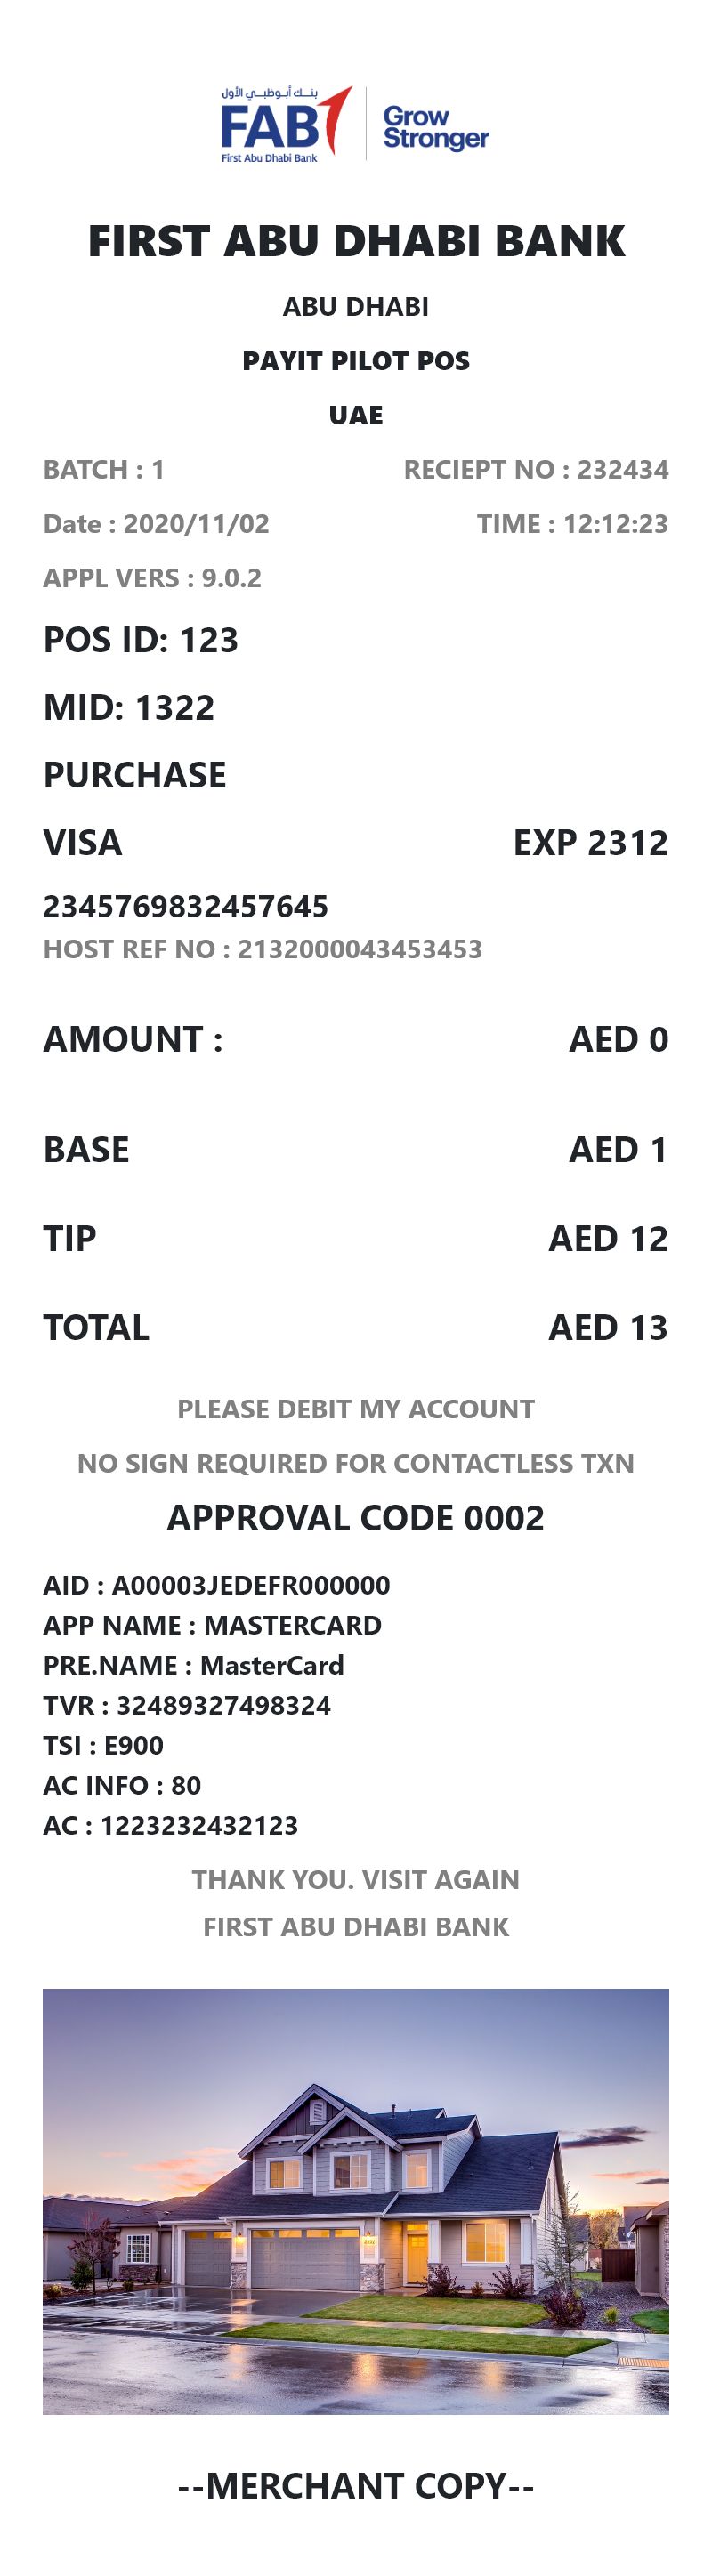 بنك أبوظبي الأول
FAB
First Abu Dhabi Bank
Grow
Stronger
FIRST ABU DHABI BANK
ABU DHABI
PAYIT PILOT POS
UAE
BATCH : 1 RECIEPT NO : 232434
Date : 2020/11/02 TIME : 12:12:23
APPL VERS : 9.0.2
POS ID: 123
MID: 1322
PURCHASE
VISA EXP 2312
2345769832457645
HOST REF NO : 2132000043453453
AMOUNT : AED 0
BASE AED 1
TIP AED 12
TOTAL AED 13
PLEASE DEBIT MY ACCOUNT
NO SIGN REQUIRED FOR CONTACTLESS TXN
APPROVAL CODE 0002
AID : A00003JEDEFR000000
APP NAME : MASTERCARD
PRE.NAME : MasterCard
TVR : 32489327498324
TSI : E900
AC INFO : 80
AC : 1223232432123
THANK YOU. VISIT AGAIN
FIRST ABU DHABI BANK
--MERCHANT COPY--